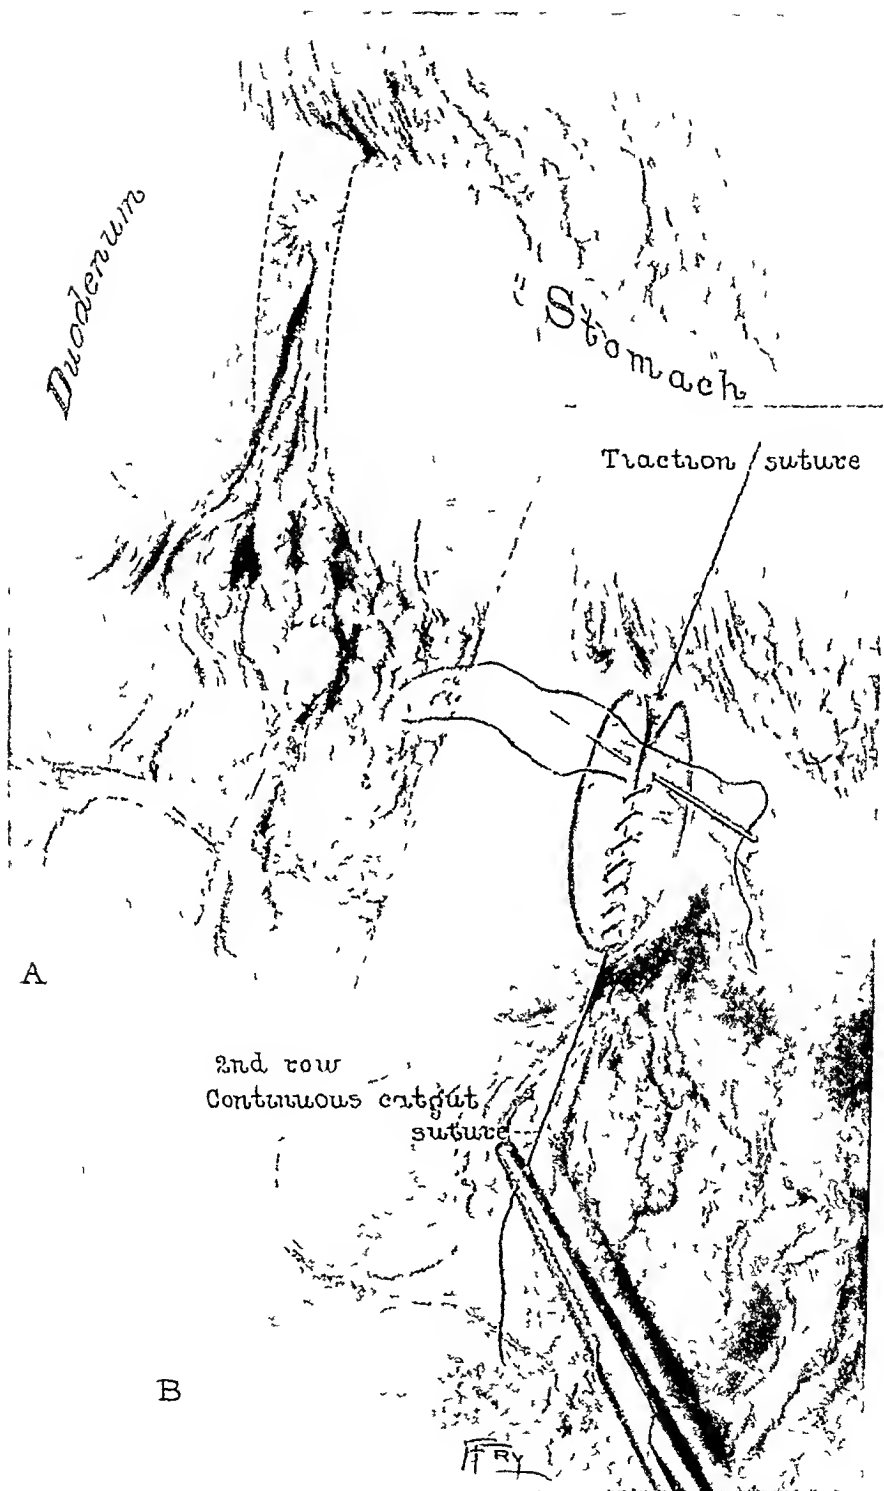 Duodenum
Stomach
Traction suture
A
2nd row
Continuous catgut
suture
B
FRY